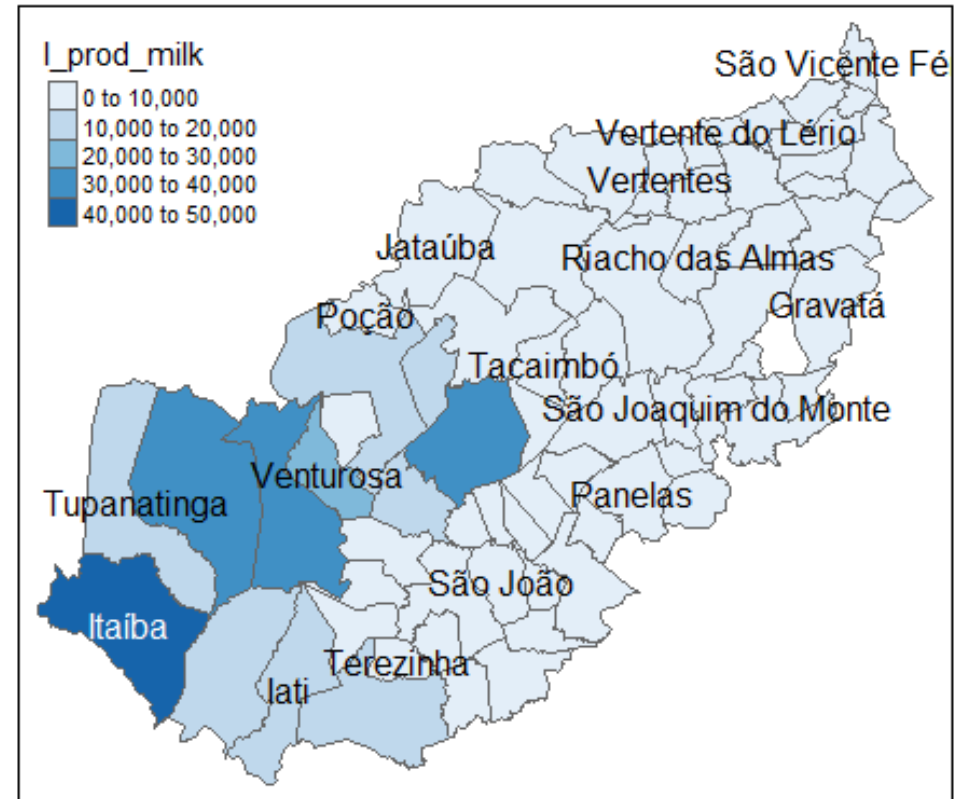 l_prod_milk
0 to 10,000
10,000 to 20,000
20,000 to 30,000
30,000 to 40,000
40,000 to 50,000
São Vicente Fé
Vertente do Lério
Vertentes
Jataúba
Riacho das Almas
Gravatá
Poção
Tacaimbó
São Joaquim do Monte
Venturosa
Tupanatinga
Panelas
São João
Itaíba
Terezinha
Iati